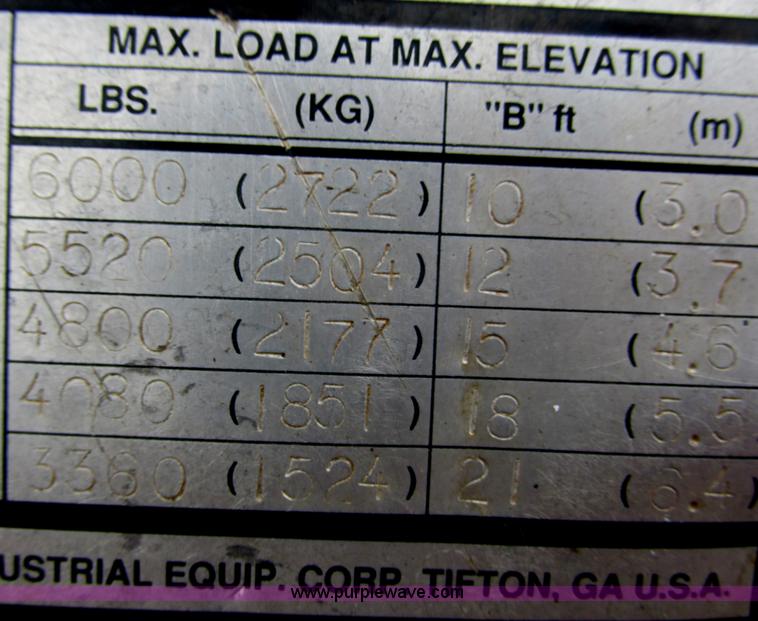 MAX. LOAD AT MAX. ELEVATION
LBS. (KG) "B" ft (m)
6000 (2722) 10 (3.0
5520 (2504) 12 (3.7
4800 (2177) 15 (4.6
4080 (1851) 18 (5.5
3360 (1524) 21 (6.4)
USTRIAL EQUIP. CORP. TIFTON, GA U.S.A.
www.purplewave.com